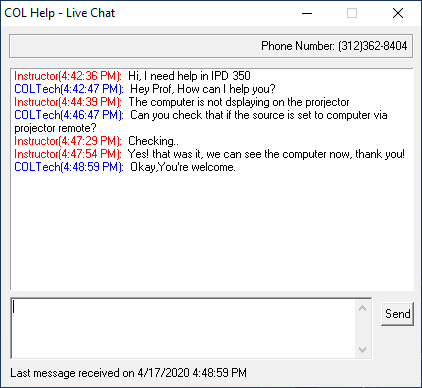 COL Help - Live Chat
Phone Number: (312)362-8404
Instructor(4:42:36 PM): Hi, I need help in IPD 350
COLTech(4:42:47 PM): Hey Prof, How can I help you?
Instructor(4:44:39 PM): The computer is not dsplaying on the prorjector
COLTech(4:46:47 PM): Can you check that if the source is set to computer via
projector remote?
Instructor(4:47:29 PM): Checking..
Instructor(4:47:54 PM): Yes! that was it, we can see the computer now, thank you!
COLTech(4:48:59 PM): Okay,You're welcome.
Send
Last message received on 4/17/2020 4:48:59 PM